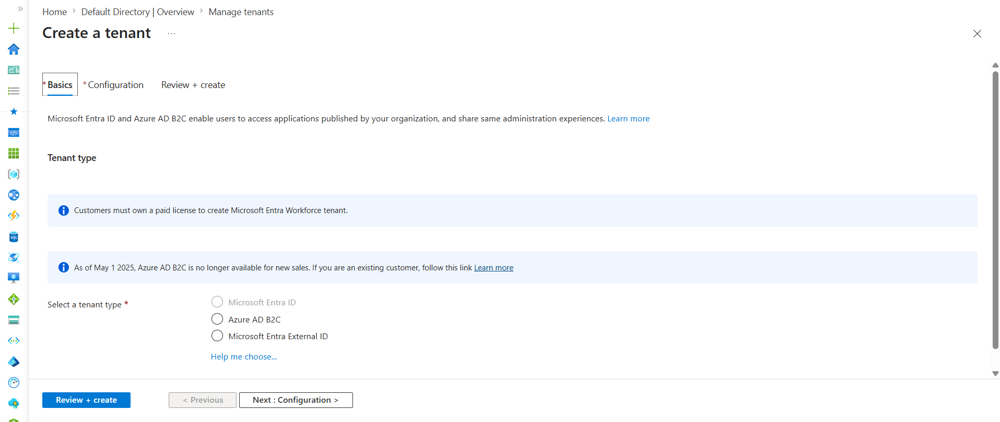 Home > Default Directory | Overview > Manage tenants
Create a tenant ...
* Basics * Configuration Review + create
Microsoft Entra ID and Azure AD B2C enable users to access applications published by your organization, and share same administration experiences. Learn more
Tenant type
Customers must own a paid license to create Microsoft Entra Workforce tenant.
As of May 1 2025, Azure AD B2C is no longer available for new sales. If you are an existing customer, follow this link Learn more
Select a tenant type *
Microsoft Entra ID
Azure AD B2C
Microsoft Entra External ID
Help me choose...
Review + create < Previous Next : Configuration >
SQL